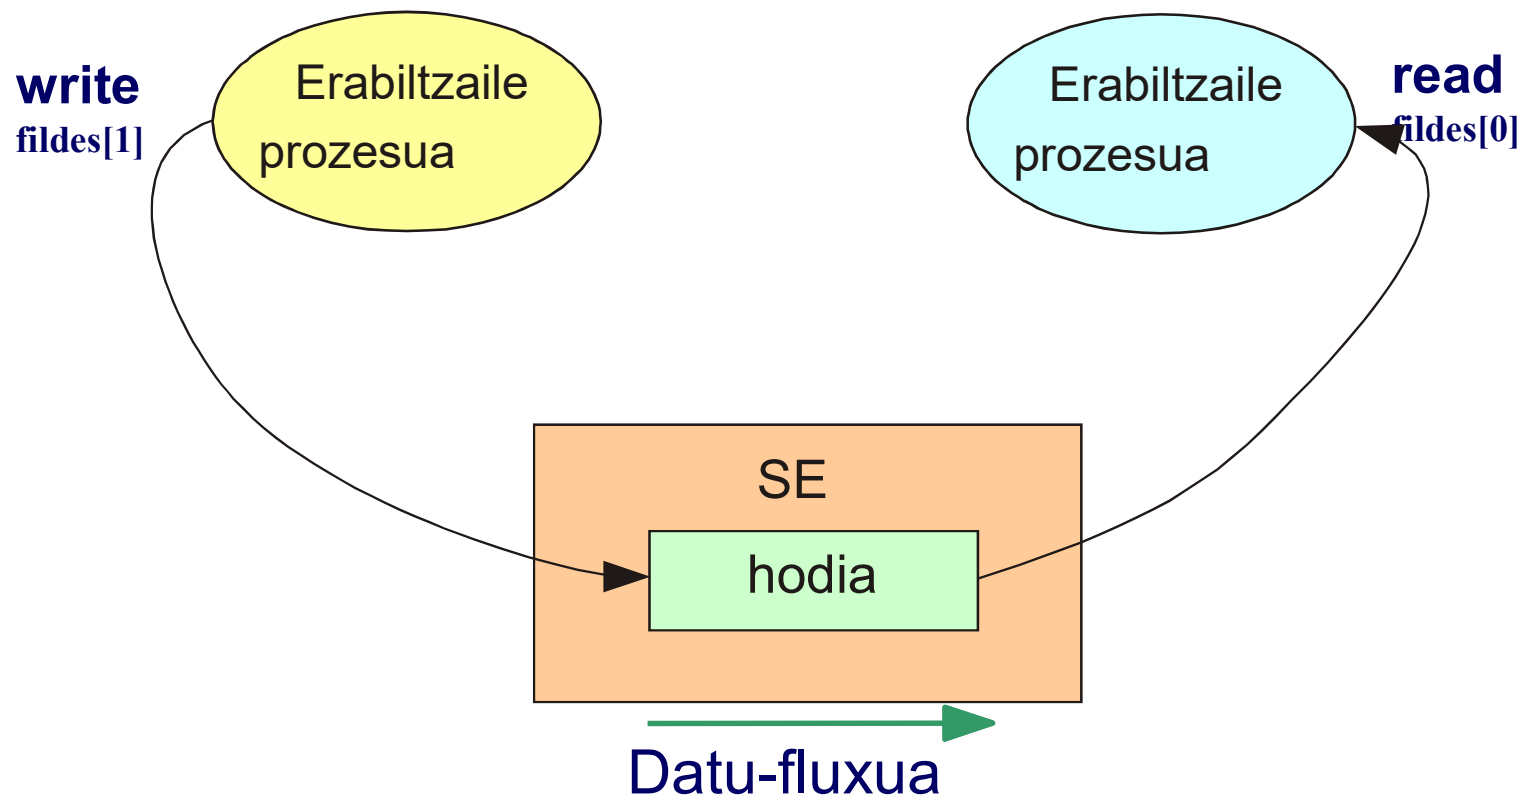 write
fildes[1]
Erabiltzaile
prozesua
Erabiltzaile
prozesua
read
fildes[0]
SE
hodia
Datu-fluxua